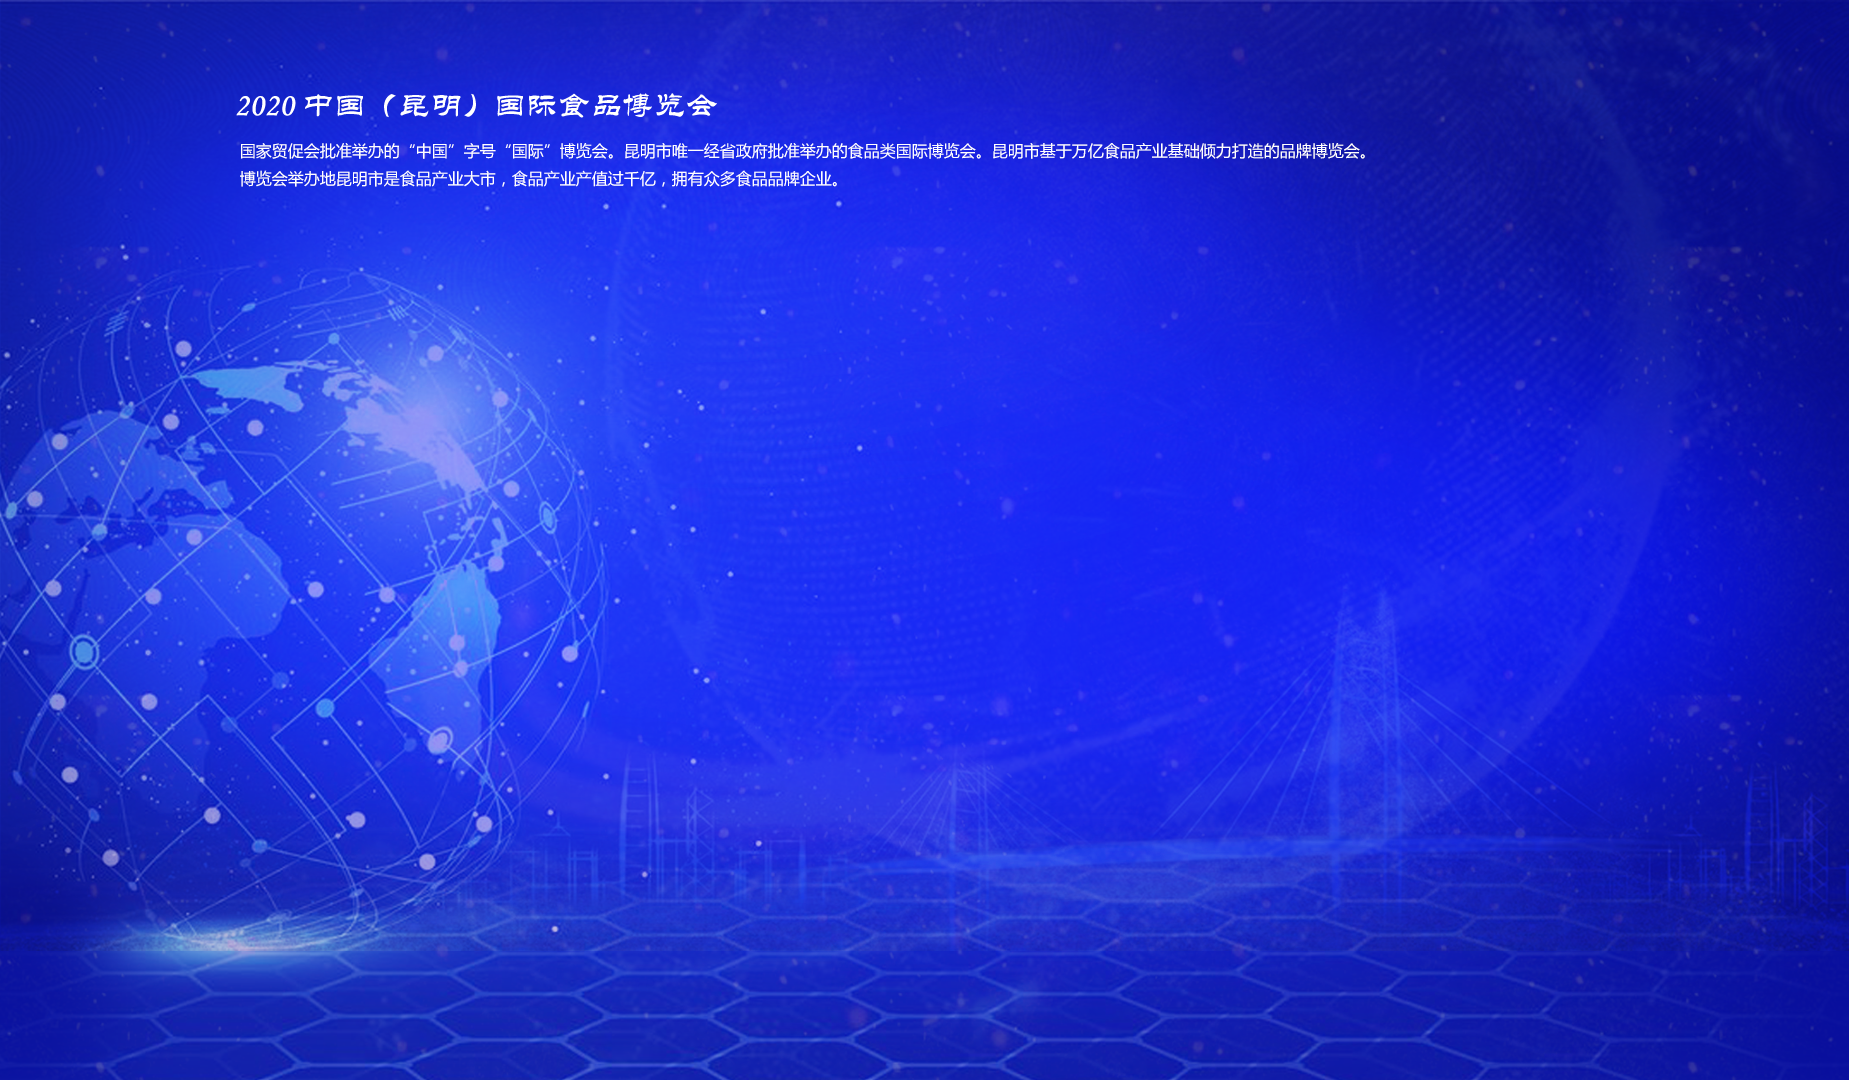 2020 中国（昆明）国际食品博览会
国家贸促会批准举办的“中国”字号“国际”博览会。昆明市唯一经省政府批准举办的食品类国际博览会。昆明市基于万亿食品产业基础倾力打造的品牌博览会。
博览会举办地昆明市是食品产业大市，食品产业产值过千亿，拥有众多食品品牌企业。